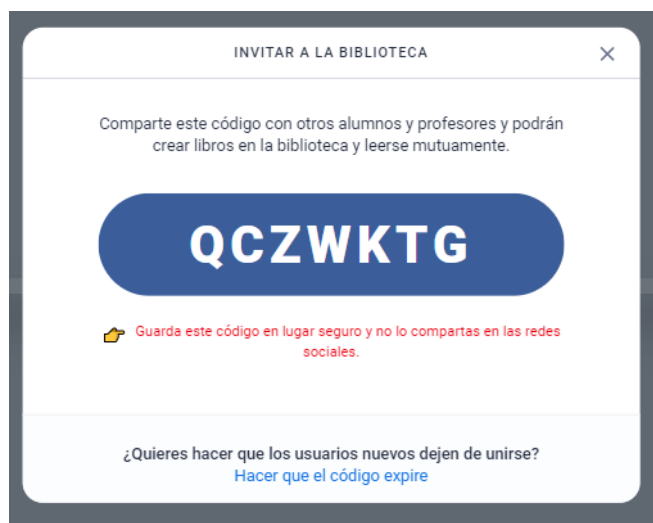 INVITAR A LA BIBLIOTECA
Comparte este código con otros alumnos y profesores y podrán
crear libros en la biblioteca y leerse mutuamente.
QCZWKTG
Guarda este código en lugar seguro y no lo compartas en las redes
sociales.
¿Quieres hacer que los usuarios nuevos dejen de unirse?
Hacer que el código expire